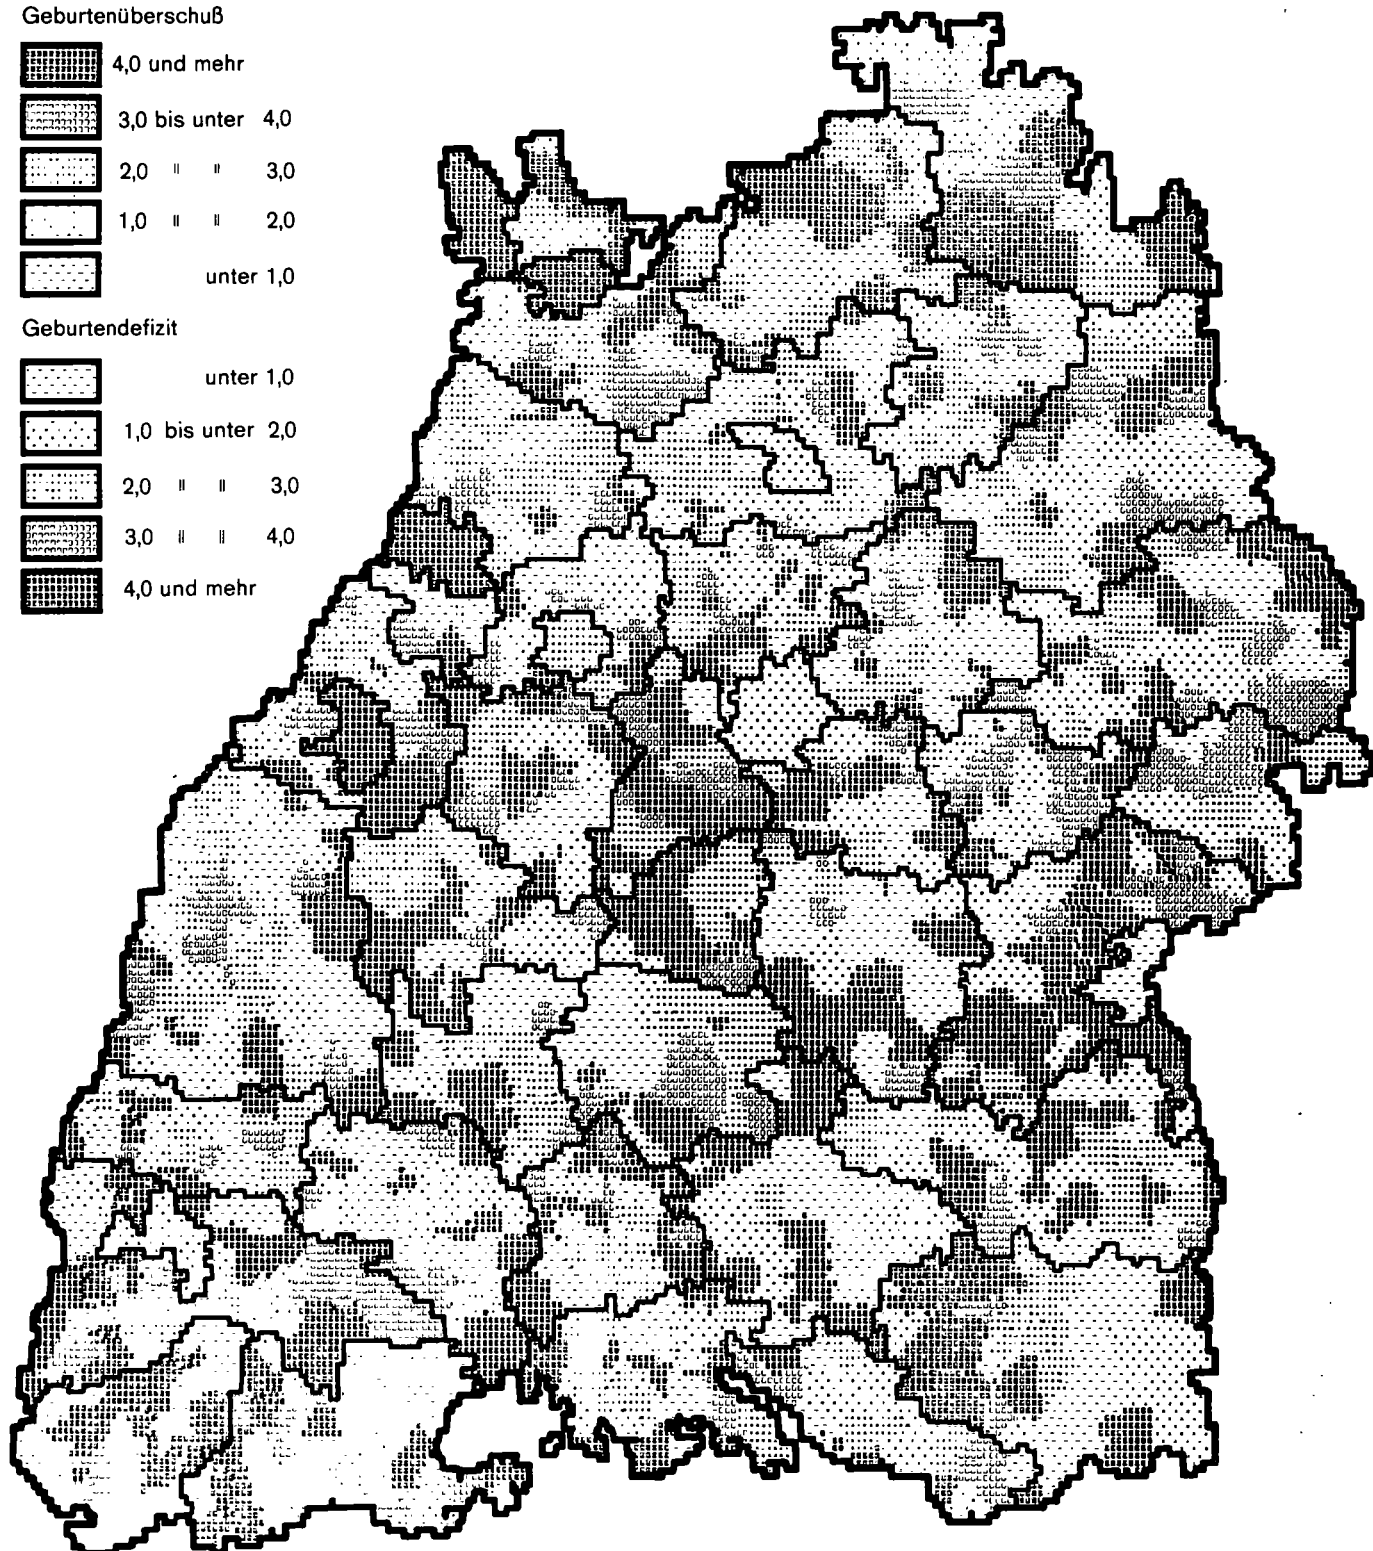 Geburtenüberschuß
4,0 und mehr
3,0 bis unter 4,0
2,0 " " 3,0
1,0 " " 2,0
unter 1,0
Geburtendefizit
unter 1,0
1,0 bis unter 2,0
2,0 " " 3,0
3,0 " " 4,0
4,0 und mehr